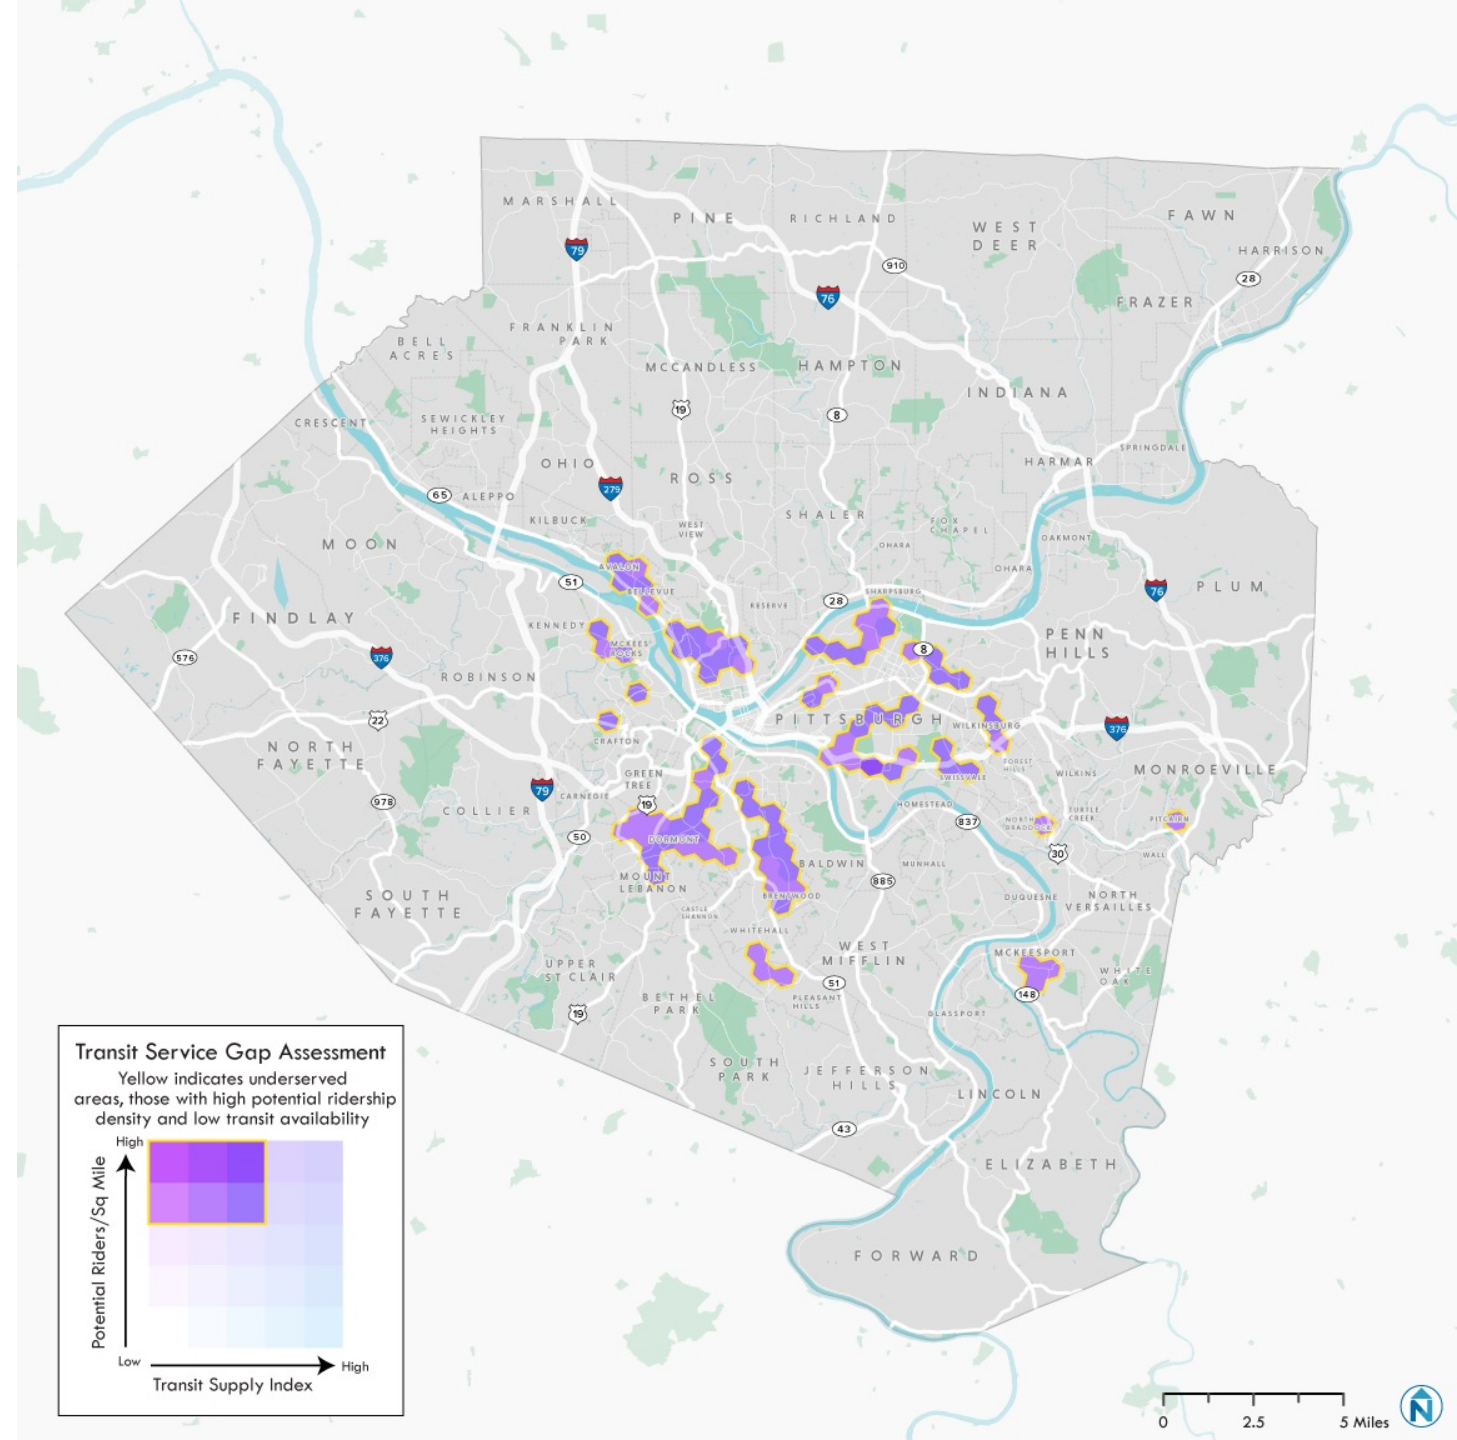 MARSHALL
PINE
RICHLAND
WEST
DEER
FAWN
HARRISON
79
910
28
76
FRAZER
FRANKLIN
PARK
BELL
ACRES
MCCANDLESS
HAMPTON
INDIANA
19
8
CRESCENT
SEWICKLEY
HEIGHTS
SPRINGDALE
HARMAR
OHIO
ROSS
279
65
ALEPPO
SHALER
KILBUCK
WEST
VIEW
FOX
CHAPEL
OAKMONT
MOON
OHARA
OHARA
AVALON
51
BELLEVUE
SHARPSBURG
76
PLUM
RESERVE
28
FINDLAY
KENNEDY
PENN
HILLS
MCKEES
ROCKS
8
576
376
ROBINSON
22
PITTSBURGH
WILKINSBURG
376
CRAFTON
NORTH
FAYETTE
FOREST
HILLS
WILKINS
MONROEVILLE
GREEN
TREE
SWISSVALE
79
CARNEGIE
978
19
HOMESTEAD
COLLIER
837
NORTH
BRADDOCK
TURTLE
CREEK
PITCAIRN
50
DORMONT
30
WALL
BALDWIN
MUNHALL
MOUNT
LEBANON
885
SOUTH
FAYETTE
BRENTWOOD
DUQUESNE
NORTH
VERSAILLES
CASTLE
SHANNON
WHITEHALL
WEST
MIFFLIN
MCKEESPORT
UPPER
ST CLAIR
WHITE
OAK
51
148
BETHEL
PARK
PLEASANT
HILLS
19
GLASSPORT
SOUTH
PARK
JEFFERSON
HILLS
LINCOLN
43
ELIZABETH
FORWARD
Transit Service Gap Assessment
Yellow indicates underserved
areas, those with high potential ridership
density and low transit availability
High
Potential Riders/Sq Mile
Low
High
Transit Supply Index
0
2.5
5 Miles
N